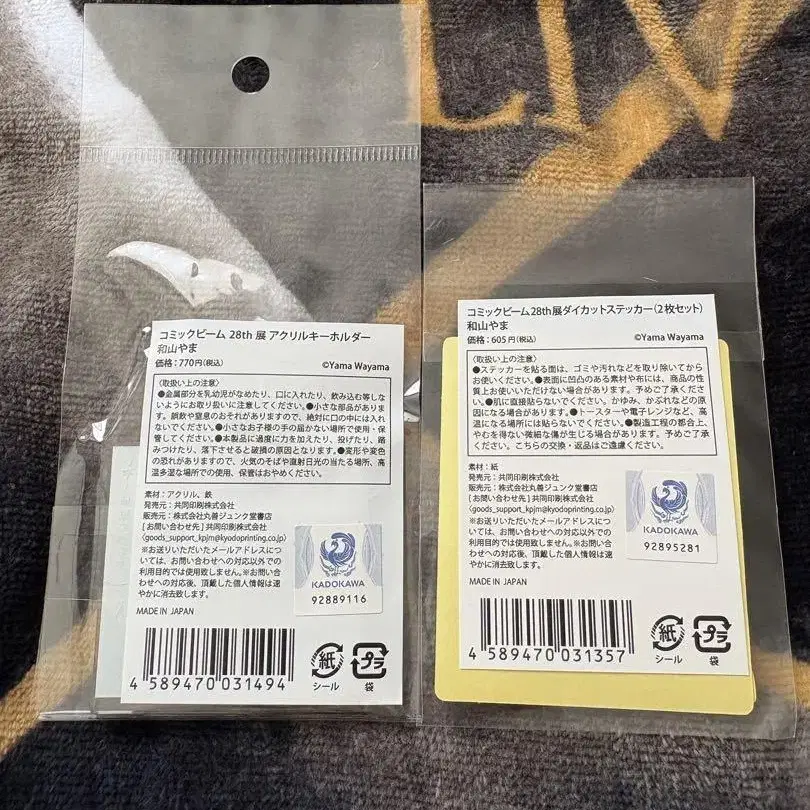 LIV
コミックビーム 28th 展 アクリルキーホルダー
和山やま
価格：770円(税込)
©Yama Wayama
〈取扱い上の注意〉
●金属部分を乳幼児がなめたり、口に入れたり、飲み込む等しな
いようにお取り扱いに注意してください。●小さな部品がありま
す。誤飲や窒息のおそれがありますので、絶対に口の中には入
れないでください。●小さなお子様の手の届かない場所で使用・保
管してください。●本製品に過度に力を加えたり、投げたり、踏
みつけたり、落下させると破損の原因となります。●変形や変色
の恐れがありますので、火気のそばや直射日光の当たる場所、高
温多湿な場所での使用、保管はおやめください。
素材：アクリル、鉄
発売元：共同印刷株式会社
販売元：株式会社丸善ジュンク堂書店
[お問い合わせ先] 共同印刷株式会社
〈goods_support_kpjm@kyodoprinting.co.jp〉
※お送りいただいたメールアドレスについ
ては、お問い合わせに対する対応以外での
利用目的では使用致しません。※お問い合
わせへの対応後、頂戴した個人情報は速
やかに消去致します。
MADE IN JAPAN
KADOKAWA
92889116
4 589470 031494
紙
シール
プラ
袋
コミックビーム28th展ダイカットステッカー(2枚セット)
和山やま
価格：605円(税込)
©Yama Wayama
〈取扱い上の注意〉
●ステッカーを貼る面は、ゴミや汚れなどを取り除いてから
お使いください。●表面に凹凸のある素材や布には、商品の性
質上お使いいただけない場合があります。予めご了承くださ
い。●肌に直接貼らないでください。かゆみ、かぶれなどの原
因になる場合があります。●トースターや電子レンジなど、高
温になる場所には貼らないでください。●製造工程の都合上、
やむを得ない微細な傷が生じる場合があります。予めご了承
ください。こちらの交換・返品はご遠慮ください。
素材：紙
発売元：共同印刷株式会社
販売元：株式会社丸善ジュンク堂書店
[お問い合わせ先] 共同印刷株式会社
〈goods_support_kpjm@kyodoprinting.co.jp〉
※お送りいただいたメールアドレスについ
ては、お問い合わせに対する対応以外での
利用目的では使用致しません。※お問い合
わせへの対応後、頂戴した個人情報は速
やかに消去致します。
MADE IN JAPAN
KADOKAWA
92895281
4 589470 031357
紙
シール
プラ
袋